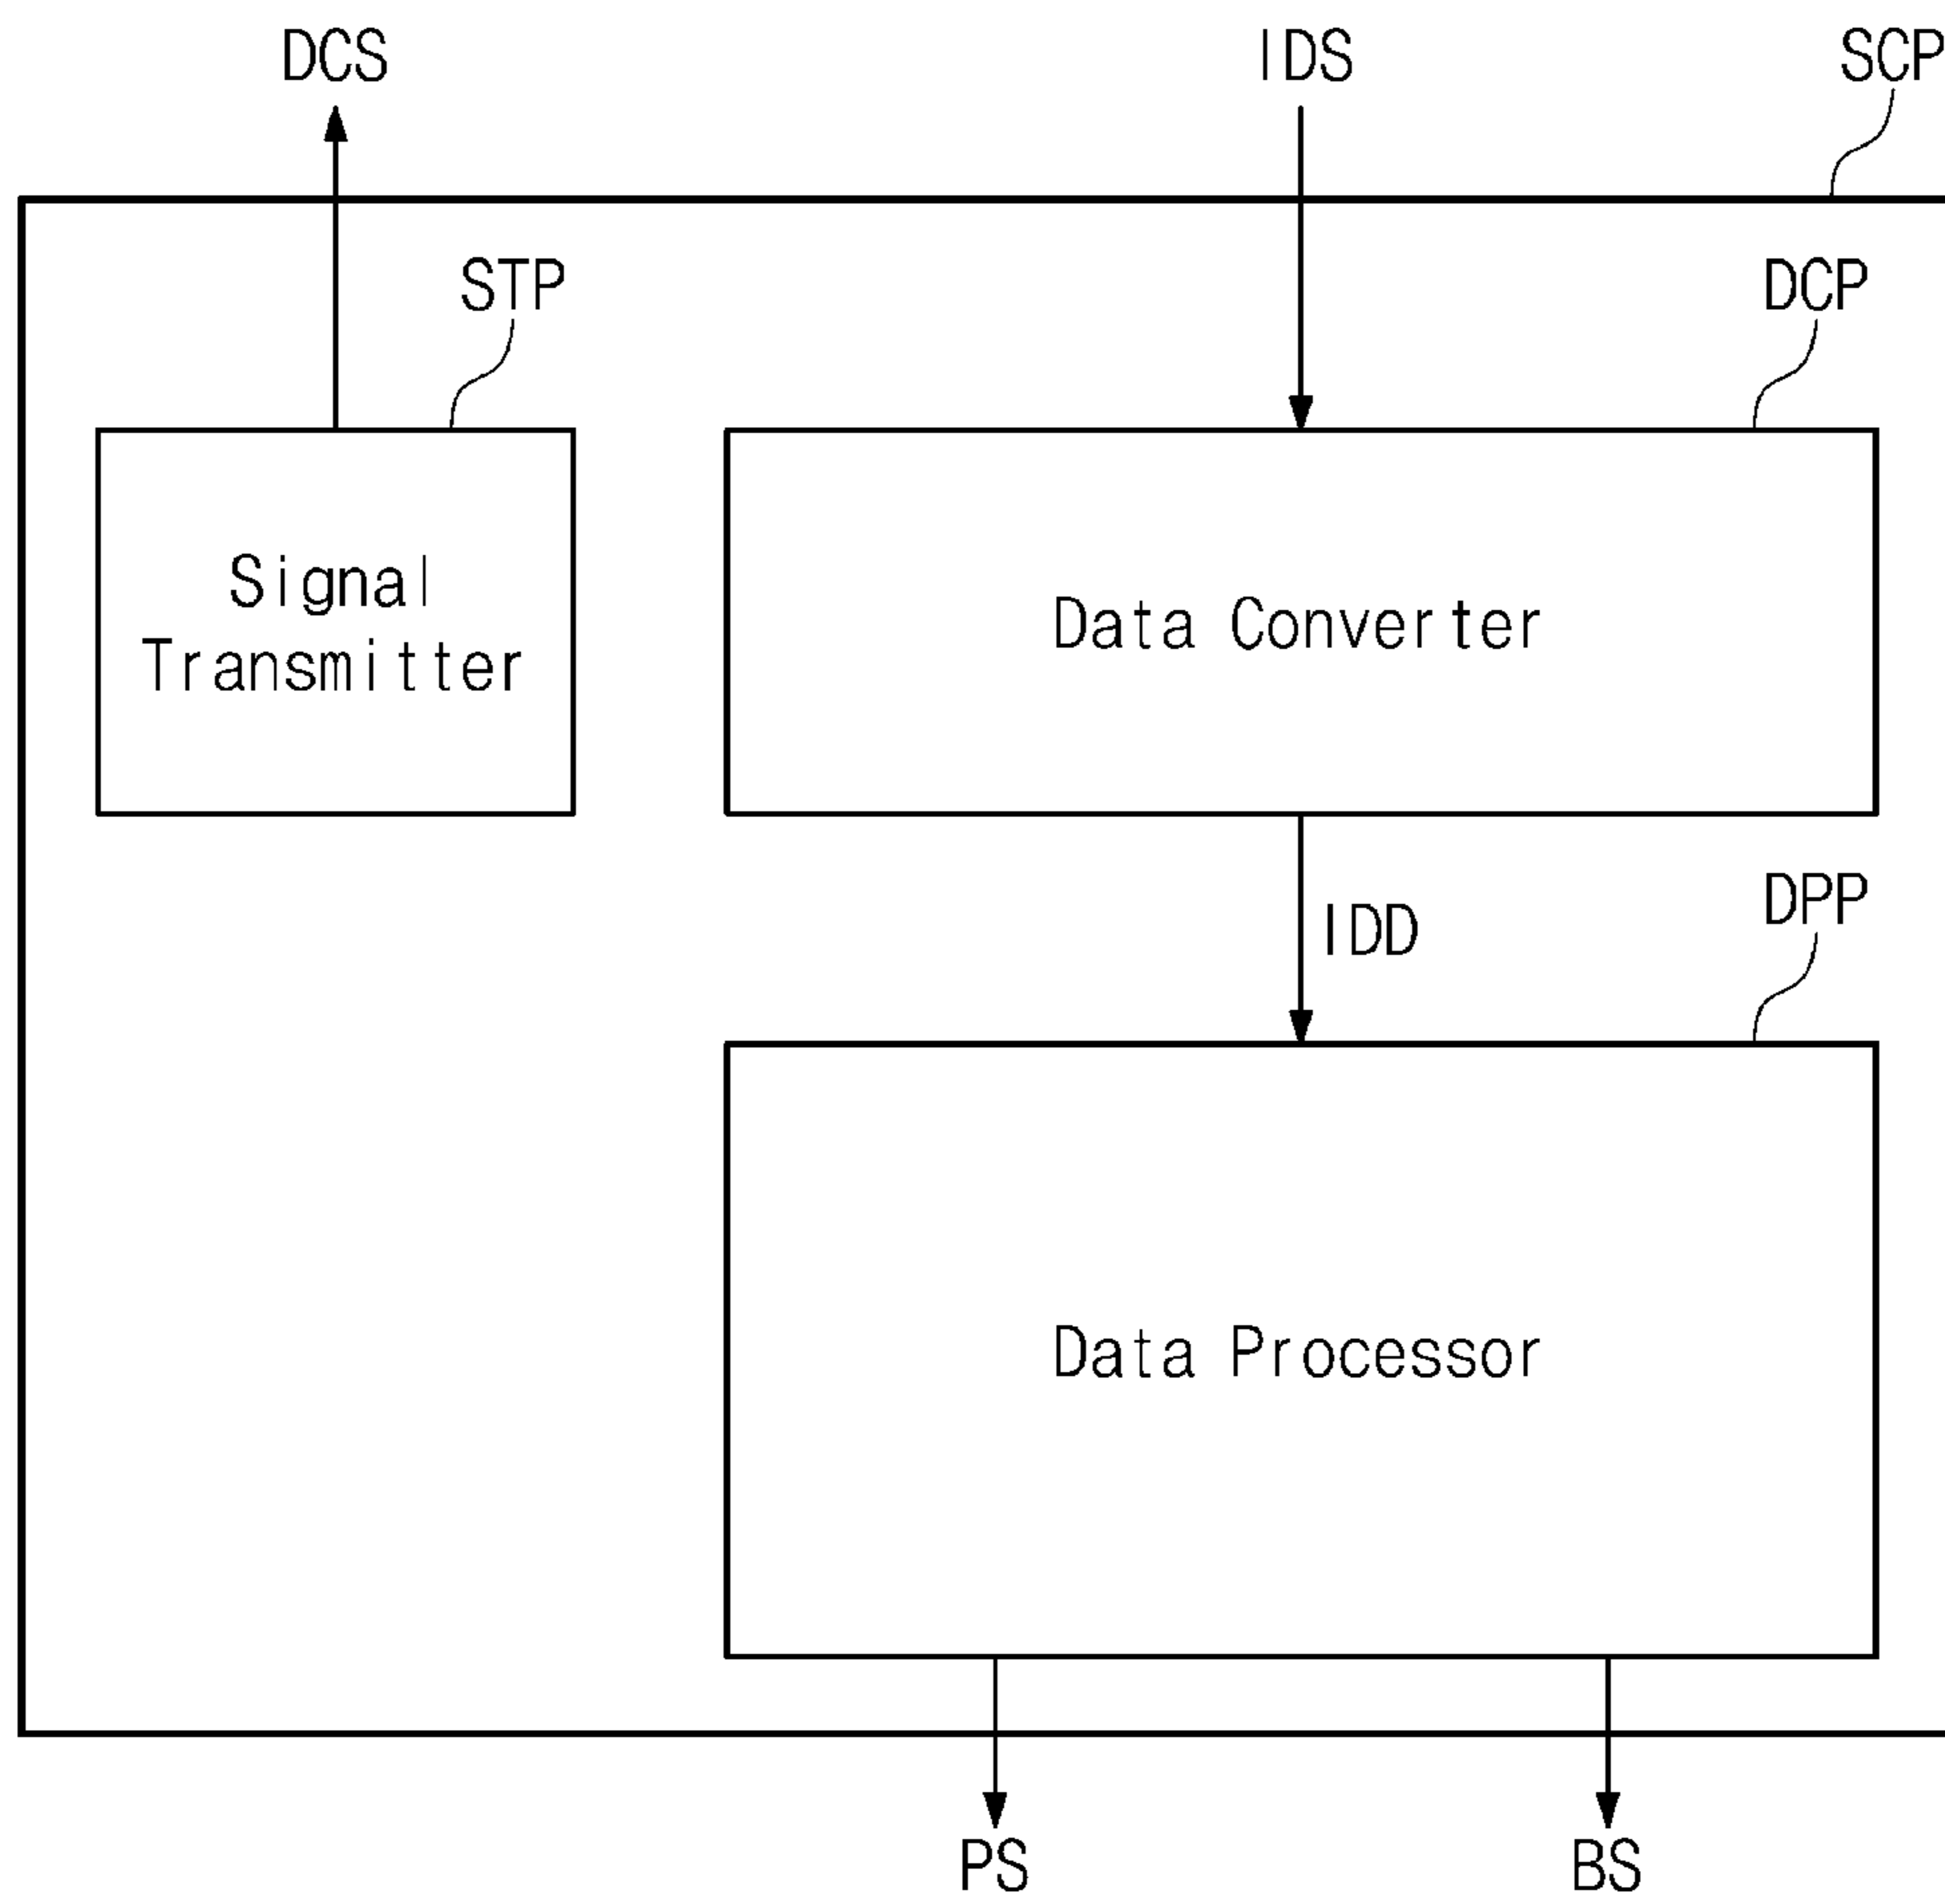 DCS
IDS
SCP
STP
DCP
Signal
Transmitter
Data Converter
IDD
DPP
Data Processor
PS
BS